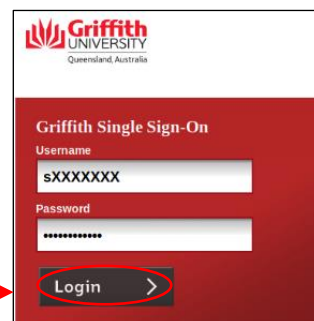 Griffith
UNIVERSITY
Queensland, Australia
Griffith Single Sign-On
Username
sXXXXXXX
Password
••••••••••••
Login